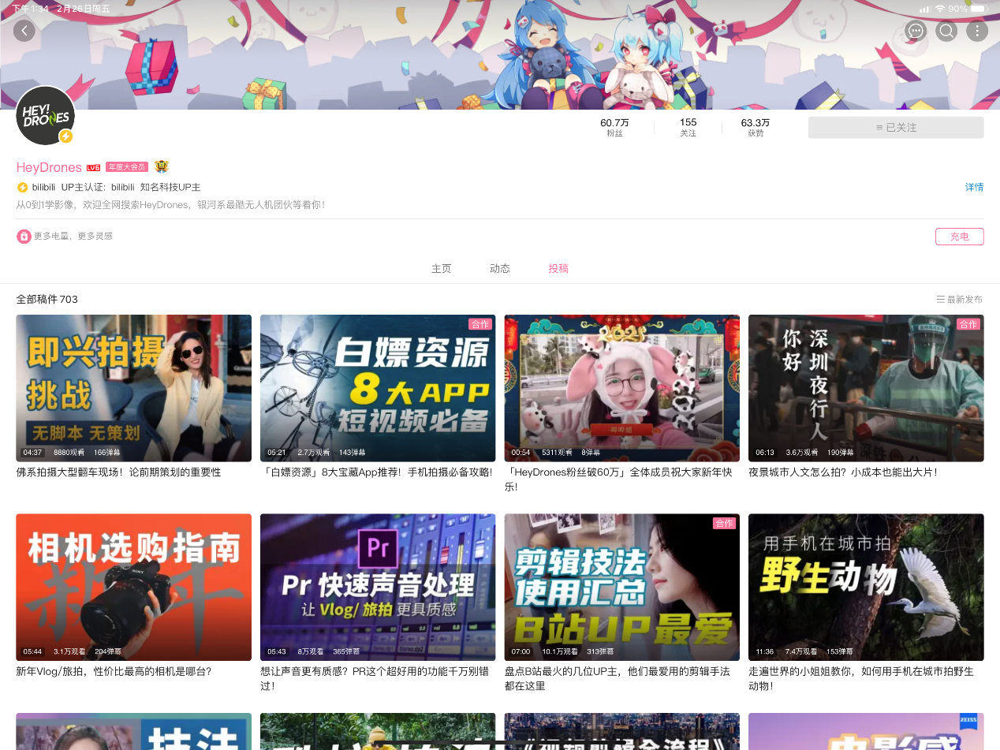 下午1:34 2月26日周五
90%
HEY!
DRONES
60.7万
粉丝
155
关注
63.3万
获赞
≡ 已关注
HeyDrones LV6 年度大会员
bilibili UP主认证: bilibili 知名科技UP主
详情
从0到1学影像，欢迎全网搜索HeyDrones，银河系最酷无人机团伙等着你！
更多电量，更多灵感
充电
主页 动态 投稿
全部稿件 703
最新发布
即兴拍摄
挑战
无脚本 无策划
04:37 8880观看 166弹幕
佛系拍摄大型翻车现场！论前期策划的重要性
合作
白嫖资源
8大APP
短视频必备
05:21 2.7万观看 143弹幕
「白嫖资源」8大宝藏App推荐！手机拍摄必备攻略!
2021
00:54 5311观看 8弹幕
「HeyDrones粉丝破60万」全体成员祝大家新年快
乐!
合作
你好
深圳夜行人
06:13 3.6万观看 190弹幕
夜景城市人文怎么拍？小成本也能出大片！
相机选购指南
新年
SONY
05:44 3.1万观看 204弹幕
新年Vlog/旅拍，性价比最高的相机是哪台?
Pr
Pr 快速声音处理
让 Vlog/ 旅拍 更具质感
05:43 8万观看 365弹幕
想让声音更有质感？PR这个超好用的功能千万别错
过！
合作
剪辑技法
使用汇总
B站UP最爱
07:00 10.1万观看 313弹幕
盘点B站最火的几位UP主，他们最爱用的剪辑手法
都在这里
用手机在城市拍
野生动物
11:36 7.4万观看 153弹幕
走遍世界的小姐姐教你，如何用手机在城市拍野生
动物！
技法
《视频剪辑全流程》
ZEISS
电影感